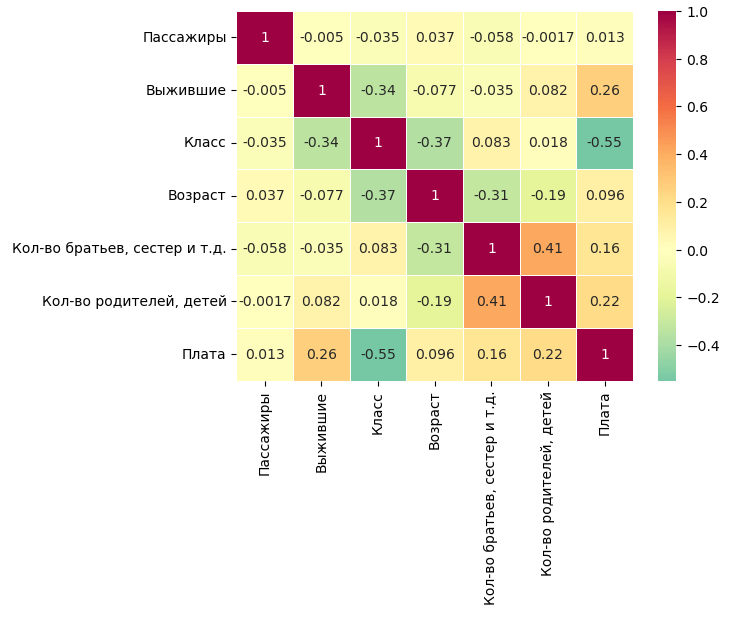 Пассажиры 1 -0.005 -0.035 0.037 -0.058 -0.0017 0.013
Выжившие -0.005 1 -0.34 -0.077 -0.035 0.082 0.26
Класс -0.035 -0.34 1 -0.37 0.083 0.018 -0.55
Возраст 0.037 -0.077 -0.37 1 -0.31 -0.19 0.096
Кол-во братьев, сестер и т.д. -0.058 -0.035 0.083 -0.31 1 0.41 0.16
Кол-во родителей, детей -0.0017 0.082 0.018 -0.19 0.41 1 0.22
Плата 0.013 0.26 -0.55 0.096 0.16 0.22 1
Пассажиры
Выжившие
Класс
Возраст
Кол-во братьев, сестер и т.д.
Кол-во родителей, детей
Плата
1.0
0.8
0.6
0.4
0.2
0.0
−0.2
−0.4